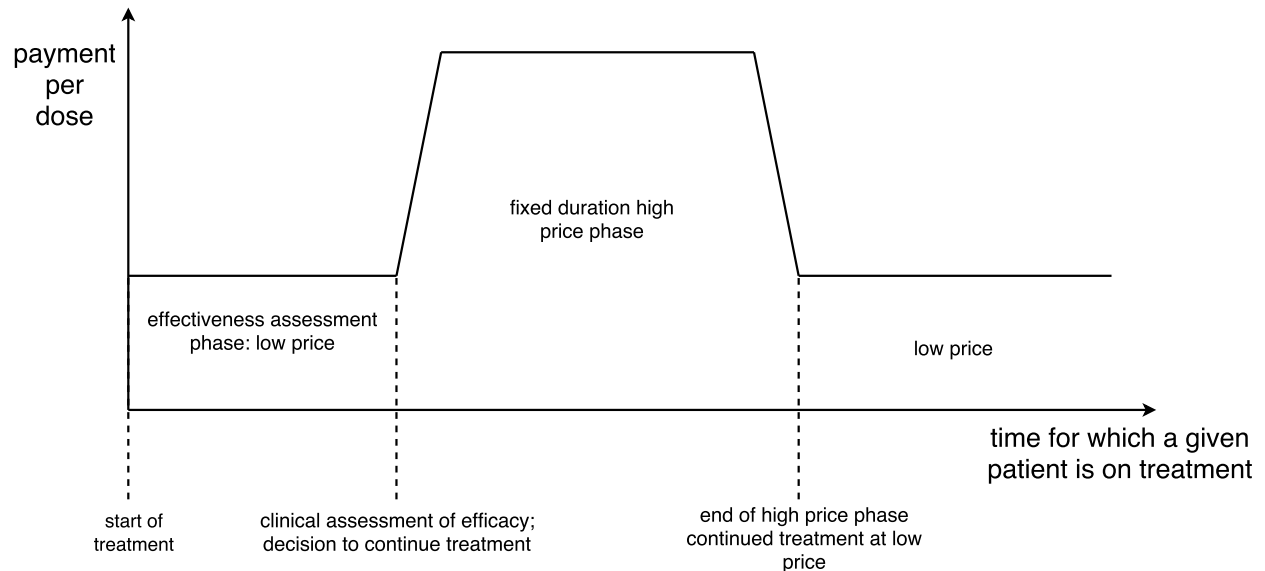 payment
per
dose
fixed duration high
price phase
effectiveness assessment
phase: low price
low price
time for which a given
patient is on treatment
start of
treatment
clinical assessment of efficacy;
decision to continue treatment
end of high price phase
continued treatment at low
price